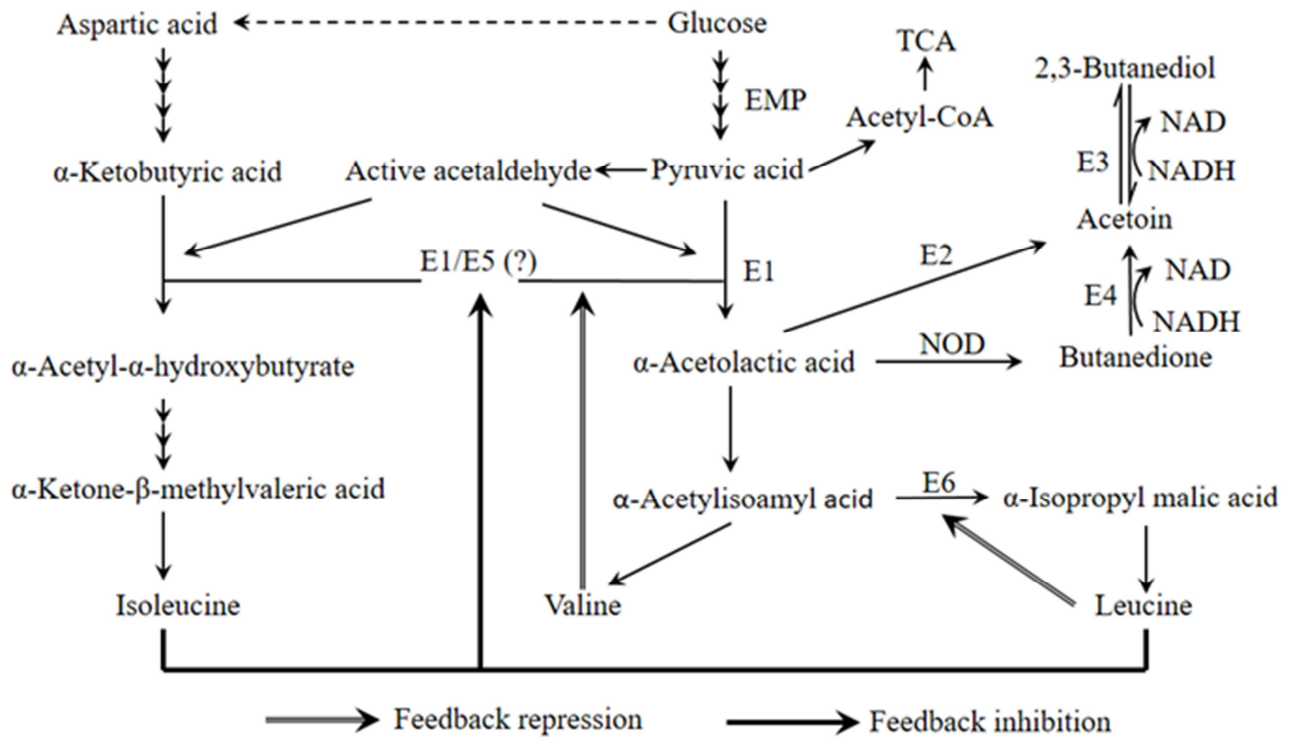 Aspartic acid
Glucose
TCA
2,3-Butanediol
EMP
Acetyl-CoA
NAD
E3
NADH
α-Ketobutyric acid
Active acetaldehyde
Pyruvic acid
Acetoin
E1/E5 (?)
E1
E2
NAD
E4
NADH
α-Acetyl-α-hydroxybutyrate
α-Acetolactic acid
NOD
Butanedione
α-Ketone-β-methylvaleric acid
α-Acetylisoamyl acid
E6
α-Isopropyl malic acid
Isoleucine
Valine
Leucine
Feedback repression
Feedback inhibition